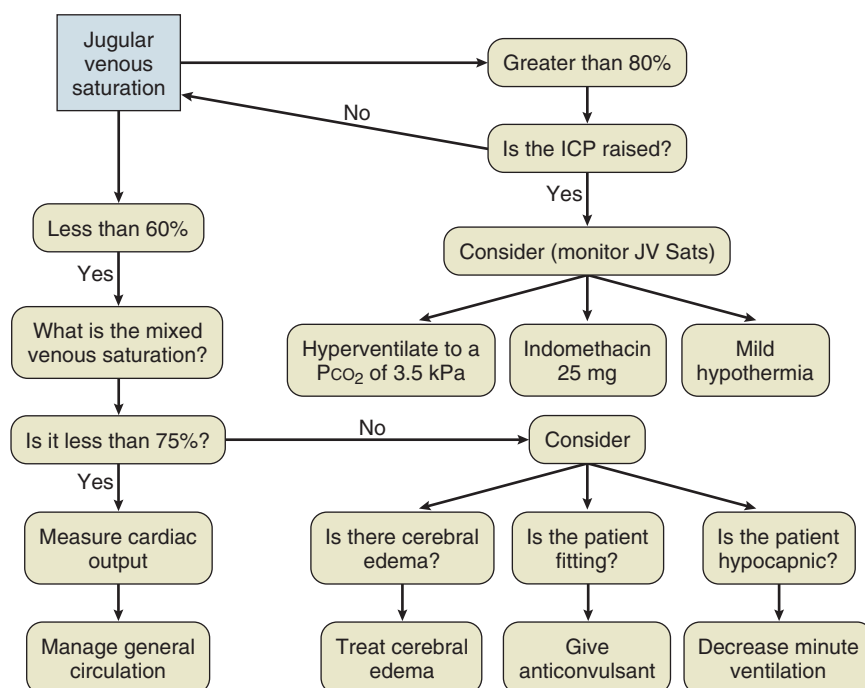 Jugular
venous
saturation
Greater than 80%
No
Is the ICP raised?
Yes
Less than 60%
Consider (monitor JV Sats)
Yes
What is the mixed
venous saturation?
Hyperventilate to a
PCO2 of 3.5 kPa
Indomethacin
25 mg
Mild
hypothermia
Is it less than 75%?
No
Consider
Yes
Measure cardiac
output
Is there cerebral
edema?
Is the patient
fitting?
Is the patient
hypocapnic?
Manage general
circulation
Treat cerebral
edema
Give
anticonvulsant
Decrease minute
ventilation